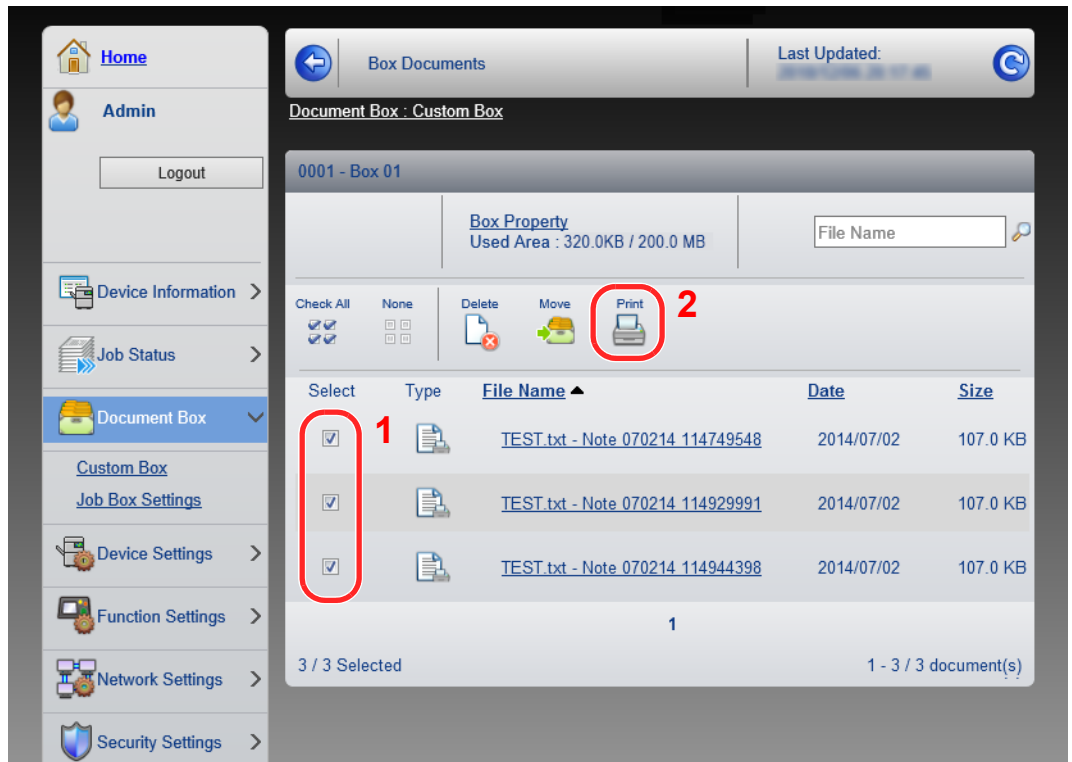 Home
Admin
Logout
Device Information
Job Status
Document Box
Custom Box
Job Box Settings
Device Settings
Function Settings
Network Settings
Security Settings
Box Documents
Last Updated:
Document Box : Custom Box
0001 - Box 01
Box Property
Used Area : 320.0KB / 200.0 MB
File Name
Check All None Delete Move Print 2
Select Type File Name Date Size
1
TEST.txt - Note 070214 114749548 2014/07/02 107.0 KB
TEST.txt - Note 070214 114929991 2014/07/02 107.0 KB
TEST.txt - Note 070214 114944398 2014/07/02 107.0 KB
1
3 / 3 Selected 1 - 3 / 3 document(s)